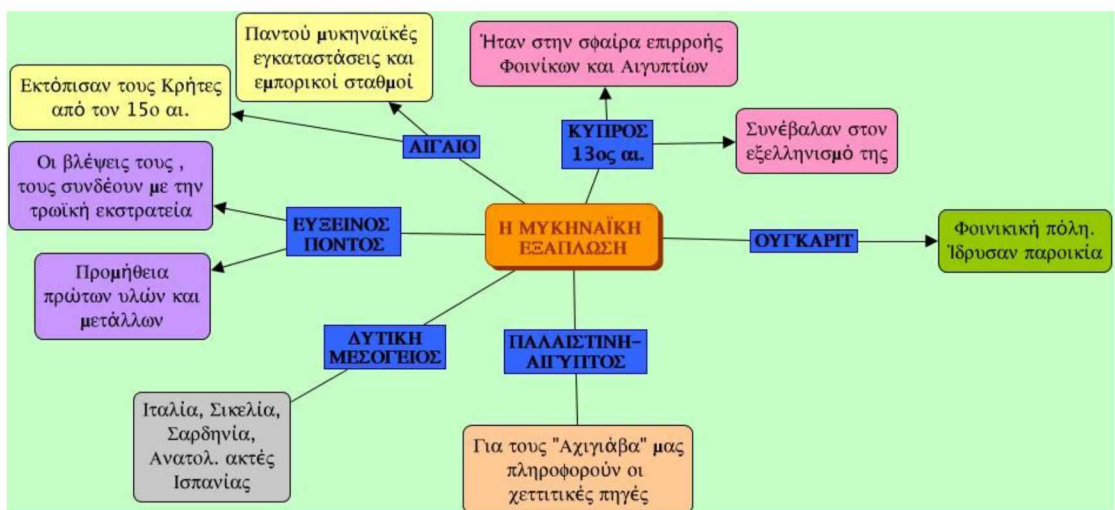 Παντού μυκηναϊκές
εγκαταστάσεις και
εμπορικοί σταθμοί
Ήταν στην σφαίρα επιρροής
Φοινίκων και Αιγυπτίων
Εκτόπισαν τους Κρήτες
από τον 15ο αι.
ΑΙΓΑΙΟ
ΚΥΠΡΟΣ
13ος αι.
Συνέβαλαν στον
εξελληνισμό της
Οι βλέψεις τους ,
τους συνδέουν με την
τρωϊκή εκστρατεία
ΕΥΞΕΙΝΟΣ
ΠΟΝΤΟΣ
Η ΜΥΚΗΝΑΪΚΗ
ΕΞΑΠΛΩΣΗ
ΟΥΓΚΑΡΙΤ
Φοινικική πόλη.
Ίδρυσαν παροικία
Προμήθεια
πρώτων υλών και
μετάλλων
ΔΥΤΙΚΗ
ΜΕΣΟΓΕΙΟΣ
ΠΑΛΑΙΣΤΙΝΗ-
ΑΙΓΥΠΤΟΣ
Ιταλία, Σικελία,
Σαρδηνία,
Ανατολ. ακτές
Ισπανίας
Για τους "Αχιγιάβα" μας
πληροφορούν οι
χεττιτικές πηγές